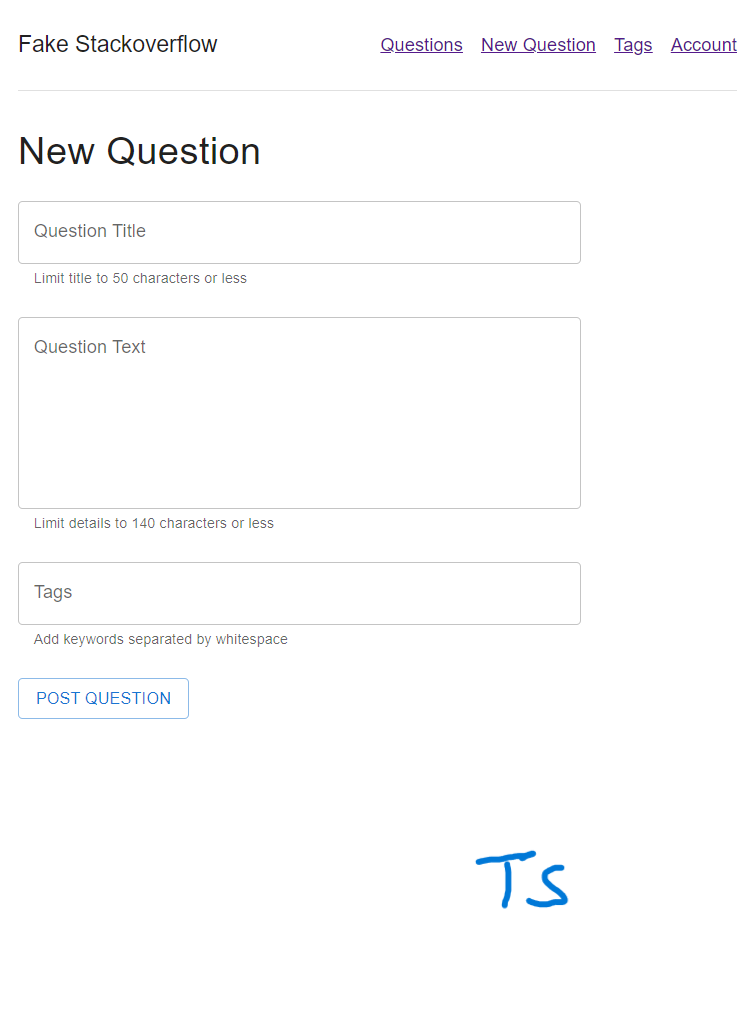 Fake Stackoverflow Questions New Question Tags Account
New Question
Question Title
Limit title to 50 characters or less
Question Text
Limit details to 140 characters or less
Tags
Add keywords separated by whitespace
POST QUESTION
TS